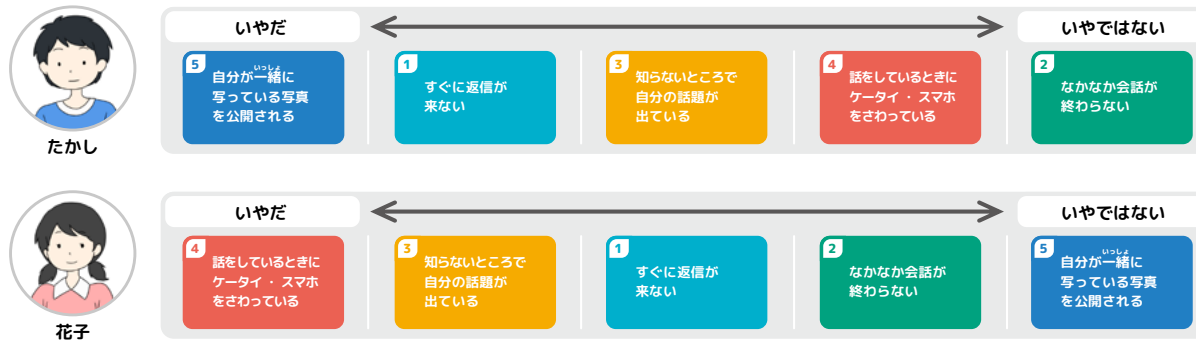 いやだ
いやではない
5
いっしょ
自分が一緒に
写っている写真
を公開される
1
すぐに返信が
来ない
3
知らないところで
自分の話題が
出ている
4
話をしているときに
ケータイ・スマホ
をさわっている
2
なかなか会話が
終わらない
たかし
いやだ
いやではない
4
話をしているときに
ケータイ・スマホ
をさわっている
3
知らないところで
自分の話題が
出ている
1
すぐに返信が
来ない
2
なかなか会話が
終わらない
5
いっしょ
自分が一緒に
写っている写真
を公開される
花子